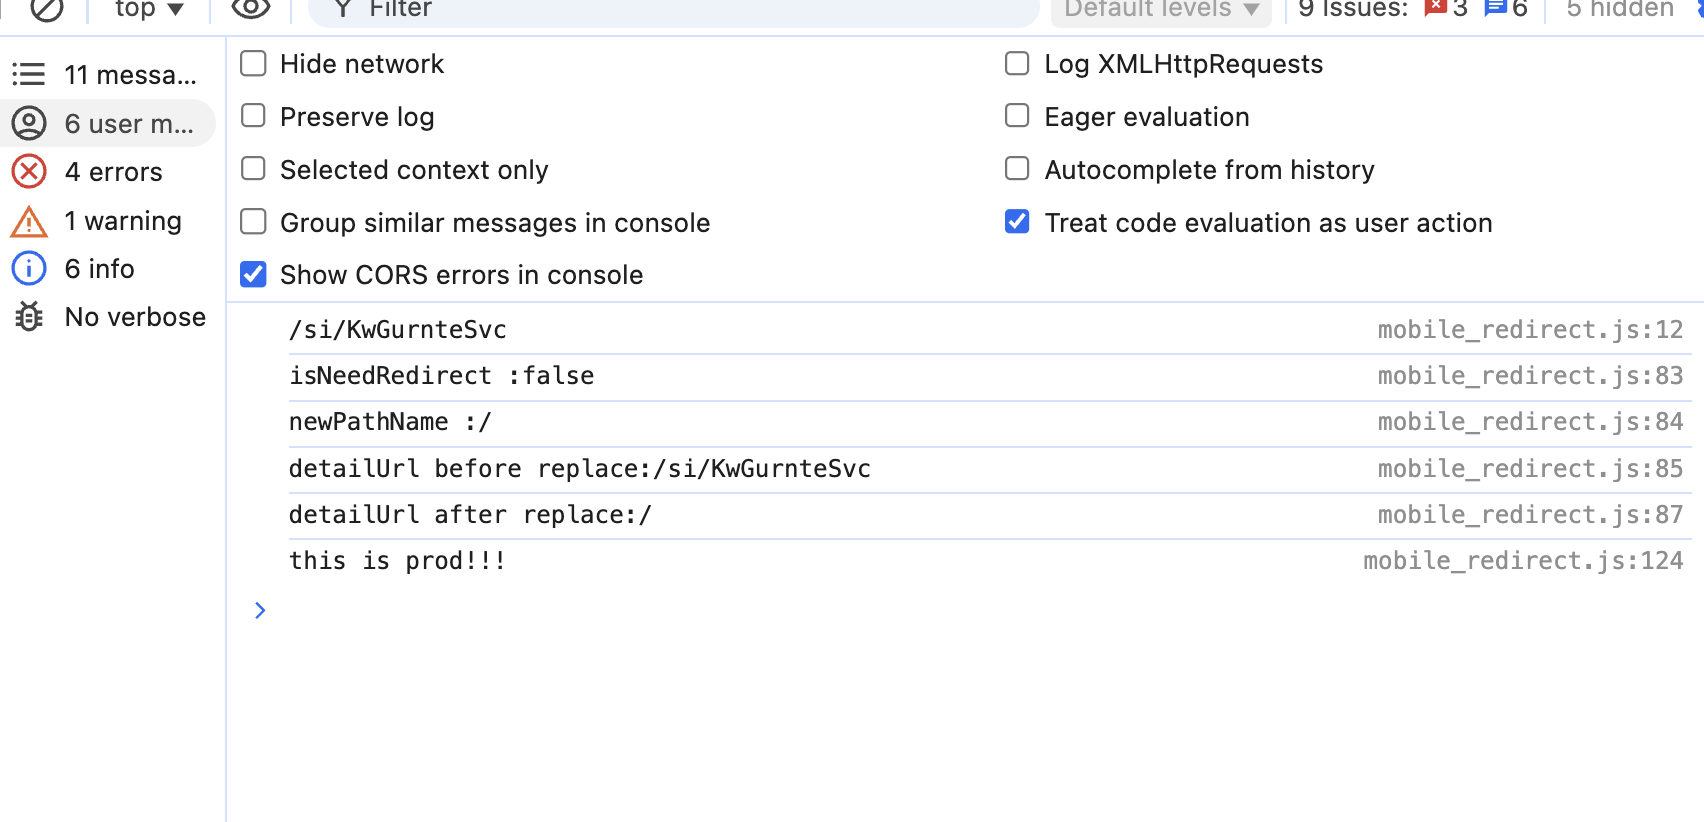 top ▼ Filter Default levels ▼ 9 Issues: 3 6 5 hidden
11 messa...
6 user m...
4 errors
1 warning
6 info
No verbose
Hide network
Log XMLHttpRequests
Preserve log
Eager evaluation
Selected context only
Autocomplete from history
Group similar messages in console
Treat code evaluation as user action
Show CORS errors in console
/si/KwGurnteSvc mobile_redirect.js:12
isNeedRedirect :false mobile_redirect.js:83
newPathName :/ mobile_redirect.js:84
detailUrl before replace:/si/KwGurnteSvc mobile_redirect.js:85
detailUrl after replace:/ mobile_redirect.js:87
this is prod!!! mobile_redirect.js:124